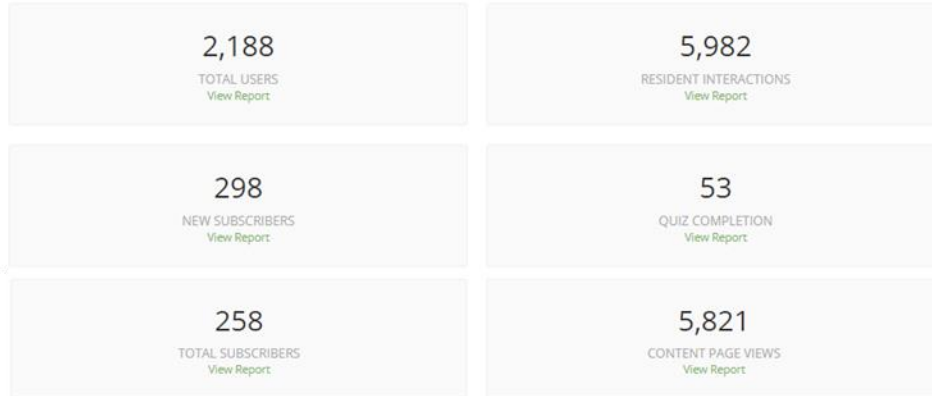 2,188
TOTAL USERS
View Report
5,982
RESIDENT INTERACTIONS
View Report
298
NEW SUBSCRIBERS
View Report
53
QUIZ COMPLETION
View Report
258
TOTAL SUBSCRIBERS
View Report
5,821
CONTENT PAGE VIEWS
View Report